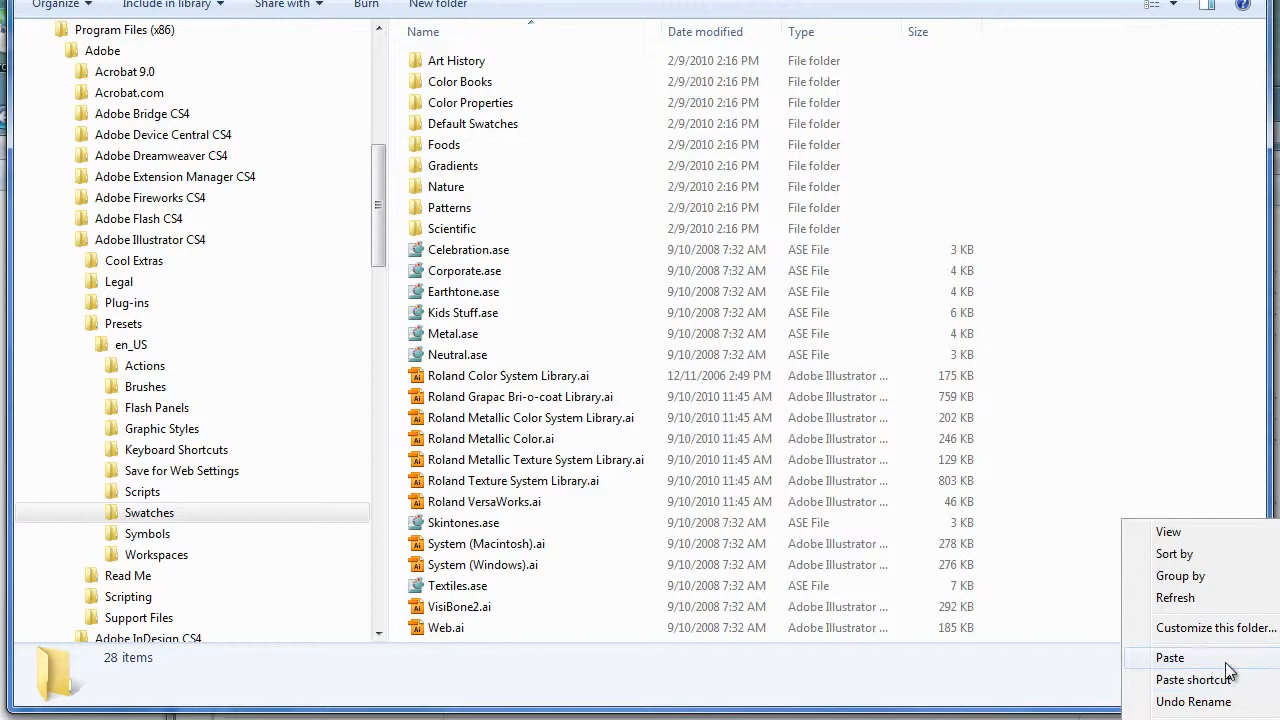 Organize Include in library Share with Burn New folder
Program Files (x86)
Adobe
Acrobat 9.0
Acrobat.com
Adobe Bridge CS4
Adobe Device Central CS4
Adobe Dreamweaver CS4
Adobe Extension Manager CS4
Adobe Fireworks CS4
Adobe Flash CS4
Adobe Illustrator CS4
Cool Extras
Legal
Plug-ins
Presets
en_US
Actions
Brushes
Flash Panels
Graphic Styles
Keyboard Shortcuts
Save for Web Settings
Scripts
Swatches
Symbols
Workspaces
Read Me
Scripting
Support Files
Adobe InDesign CS4
Name Date modified Type Size
Art History 2/9/2010 2:16 PM File folder
Color Books 2/9/2010 2:16 PM File folder
Color Properties 2/9/2010 2:16 PM File folder
Default Swatches 2/9/2010 2:16 PM File folder
Foods 2/9/2010 2:16 PM File folder
Gradients 2/9/2010 2:16 PM File folder
Nature 2/9/2010 2:16 PM File folder
Patterns 2/9/2010 2:16 PM File folder
Scientific 2/9/2010 2:16 PM File folder
Celebration.ase 9/10/2008 7:32 AM ASE File 3 KB
Corporate.ase 9/10/2008 7:32 AM ASE File 4 KB
Earthtone.ase 9/10/2008 7:32 AM ASE File 4 KB
Kids Stuff.ase 9/10/2008 7:32 AM ASE File 6 KB
Metal.ase 9/10/2008 7:32 AM ASE File 4 KB
Neutral.ase 9/10/2008 7:32 AM ASE File 3 KB
Roland Color System Library.ai 12/11/2006 2:49 PM Adobe Illustrator ... 175 KB
Roland Grapac Bri-o-coat Library.ai 9/10/2010 11:45 AM Adobe Illustrator ... 759 KB
Roland Metallic Color System Library.ai 9/10/2010 11:45 AM Adobe Illustrator ... 202 KB
Roland Metallic Color.ai 9/10/2010 11:45 AM Adobe Illustrator ... 246 KB
Roland Metallic Texture System Library.ai 9/10/2010 11:45 AM Adobe Illustrator ... 129 KB
Roland Texture System Library.ai 9/10/2010 11:45 AM Adobe Illustrator ... 803 KB
Roland VersaWorks.ai 9/10/2010 11:45 AM Adobe Illustrator ... 46 KB
Skintones.ase 9/10/2008 7:32 AM ASE File 3 KB
System (Macintosh).ai 9/10/2008 7:32 AM Adobe Illustrator ... 278 KB
System (Windows).ai 9/10/2008 7:32 AM Adobe Illustrator ... 276 KB
Textiles.ase 9/10/2008 7:32 AM ASE File 7 KB
VisiBone2.ai 9/10/2008 7:32 AM Adobe Illustrator ... 292 KB
Web.ai 9/10/2008 7:32 AM Adobe Illustrator ... 185 KB
28 items
View
Sort by
Group by
Refresh
Customize this folder...
Paste
Paste shortcut
Undo Rename